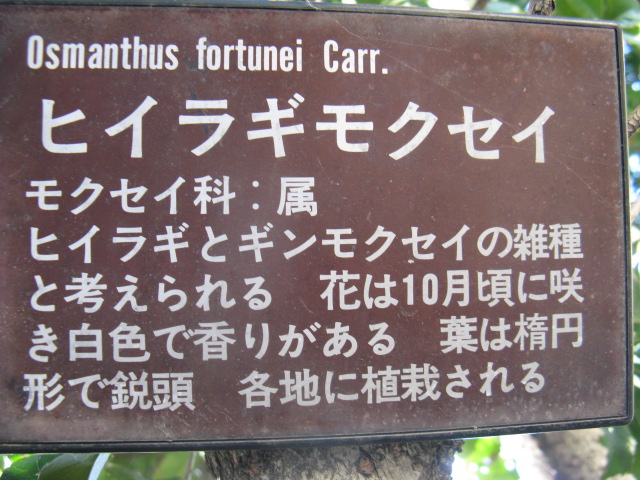 Osmanthus fortunei Carr.
ヒイラギモクセイ
モクセイ科:属
ヒイラギとギンモクセイの雑種
と考えられる　花は10月頃に咲
き白色で香りがある　葉は楕円
形で鋭頭　各地に植栽される